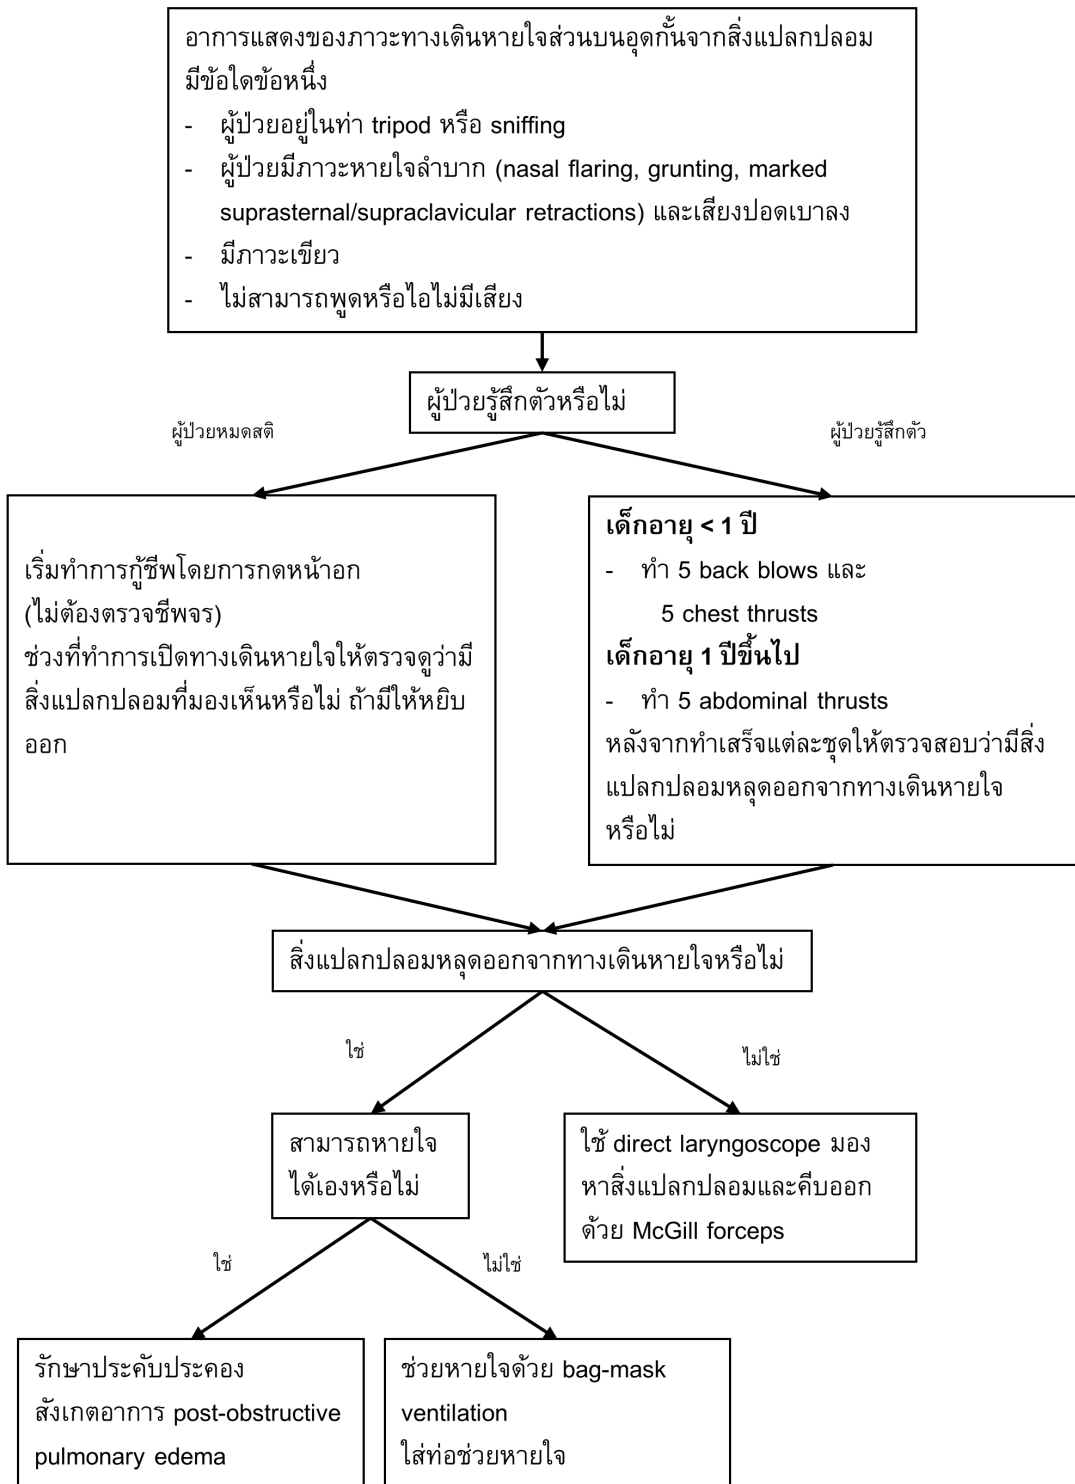 อาการแสดงของภาวะทางเดินหายใจส่วนบนอุดกั้นจากสิ่งแปลกปลอม
มีข้อใดข้อหนึ่ง
- ผู้ป่วยอยู่ในท่า tripod หรือ sniffing
- ผู้ป่วยมีภาวะหายใจลำบาก (nasal flaring, grunting, marked
suprasternal/supraclavicular retractions) และเสียงปอดเบาลง
- มีภาวะเขียว
- ไม่สามารถพูดหรือไอไม่มีเสียง
ผู้ป่วยรู้สึกตัวหรือไม่
ผู้ป่วยหมดสติ
ผู้ป่วยรู้สึกตัว
เริ่มทำการกู้ชีพโดยการกดหน้าอก
(ไม่ต้องตรวจชีพจร)
ช่วงที่ทำการเปิดทางเดินหายใจให้ตรวจดูว่ามี
สิ่งแปลกปลอมที่มองเห็นหรือไม่ ถ้ามีให้หยิบ
ออก
เด็กอายุ < 1 ปี
- ทำ 5 back blows และ
5 chest thrusts
เด็กอายุ 1 ปีขึ้นไป
- ทำ 5 abdominal thrusts
หลังจากทำเสร็จแต่ละชุดให้ตรวจสอบว่ามีสิ่ง
แปลกปลอมหลุดออกจากทางเดินหายใจ
หรือไม่
สิ่งแปลกปลอมหลุดออกจากทางเดินหายใจหรือไม่
ใช่
ไม่ใช่
สามารถหายใจ
ได้เองหรือไม่
ใช้ direct laryngoscope มอง
หาสิ่งแปลกปลอมและคีบออก
ด้วย McGill forceps
ใช่
ไม่ใช่
รักษาประคับประคอง
สังเกตอาการ post-obstructive
pulmonary edema
ช่วยหายใจด้วย bag-mask
ventilation
ใส่ท่อช่วยหายใจ